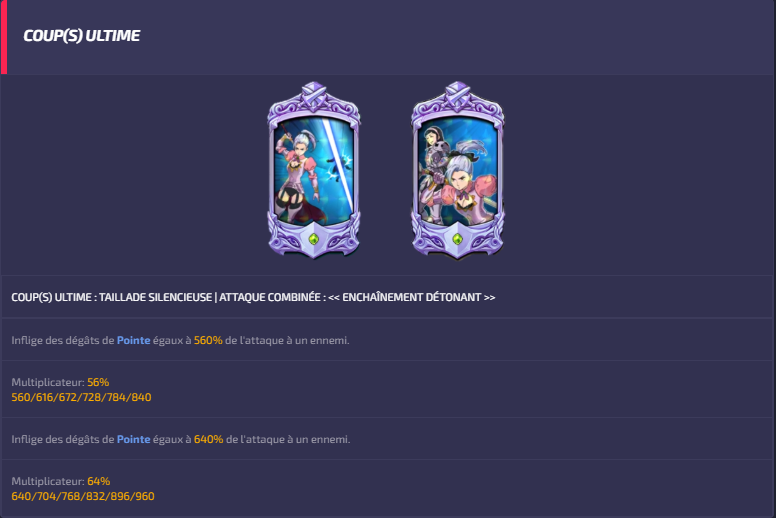 COUP(S) ULTIME
COUP(S) ULTIME : TAILLADE SILENCIEUSE | ATTAQUE COMBINÉE : << ENCHAÎNEMENT DÉTONANT >>
Inflige des dégâts de Pointe égaux à 560% de l'attaque à un ennemi.
Multiplicateur: 56%
560/616/672/728/784/840
Inflige des dégâts de Pointe égaux à 640% de l'attaque à un ennemi.
Multiplicateur: 64%
640/704/768/832/896/960